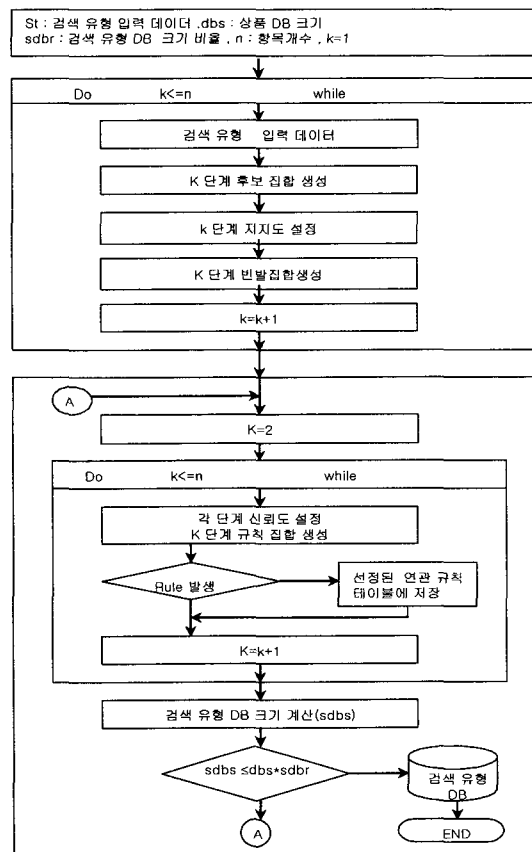 St : 검색 유형 입력 데이터 ,dbs : 상품 DB 크기
sdbr : 검색 유형 DB 크기 비율 , n : 항목개수 , k=1
Do k<=n while
검색 유형 입력 데이터
K 단계 후보 집합 생성
k 단계 지지도 설정
K 단계 빈발집합생성
k=k+1
A
K=2
Do k<=n while
각 단계 신뢰도 설정
K 단계 규칙 집합 생성
Rule 발생
선정된 연관 규칙
테이블에 저장
K=k+1
검색 유형 DB 크기 계산(sdbs)
sdbs ≤dbs*sdbr
검색 유형
DB
A
END